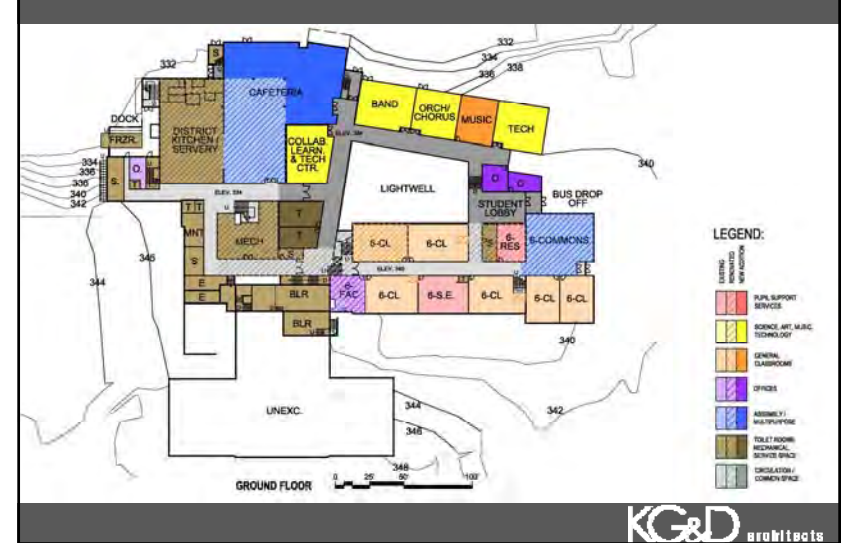 332
332
334
336
338
S
CAFETERIA
BAND
ORCH/
CHORUS
MUSIC
TECH
DOCK
FRZR.
DISTRICT
KITCHEN /
SERVERY
COLLAB.
LEARN.
& TECH
CTR.
ELEV. 334
334
336
340
342
S.
O.
T
340
LIGHTWELL
O.
O.
BUS DROP
OFF
STUDENT
LOBBY
ELEV. 334
T T
MNT
S
E
E
MECH
T
T
5-CL
6-CL
6-
RES
6-COMMONS
ELEV. 340
344
346
BLR
BLR
6-
FAC
6-CL
6-S.E.
6-CL
6-CL
6-CL
340
342
344
346
348
UNEXC.
GROUND FLOOR
0 25' 50' 100'
LEGEND:
EXISTING
RENOVATED
NEW ADDITION
PUPIL SUPPORT
SERVICES
SCIENCE, ART, MUSIC,
TECHNOLOGY
GENERAL
CLASSROOMS
OFFICES
ASSEMBLY /
MULTIPURPOSE
TOILET ROOMS
MECHANICAL
SERVICE SPACE
CIRCULATION /
COMMON SPACE
KG&D architects